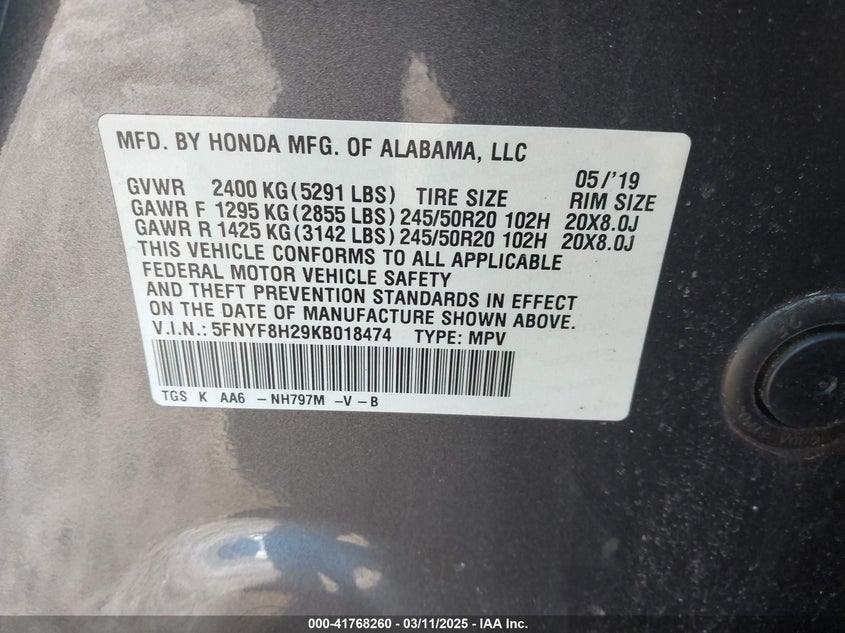 MFD. BY HONDA MFG. OF ALABAMA, LLC
05/'19
GVWR 2400 KG(5291 LBS) TIRE SIZE RIM SIZE
GAWR F 1295 KG(2855 LBS) 245/50R20 102H 20X8.0J
GAWR R 1425 KG(3142 LBS) 245/50R20 102H 20X8.0J
THIS VEHICLE CONFORMS TO ALL APPLICABLE
FEDERAL MOTOR VEHICLE SAFETY
AND THEFT PREVENTION STANDARDS IN EFFECT
ON THE DATE OF MANUFACTURE SHOWN ABOVE.
V.I.N.: 5FNYF8H29KB018474 TYPE: MPV
TGS K AA6 -NH797M -V-B
000-41768260 - 03/11/2025 - IAA Inc.